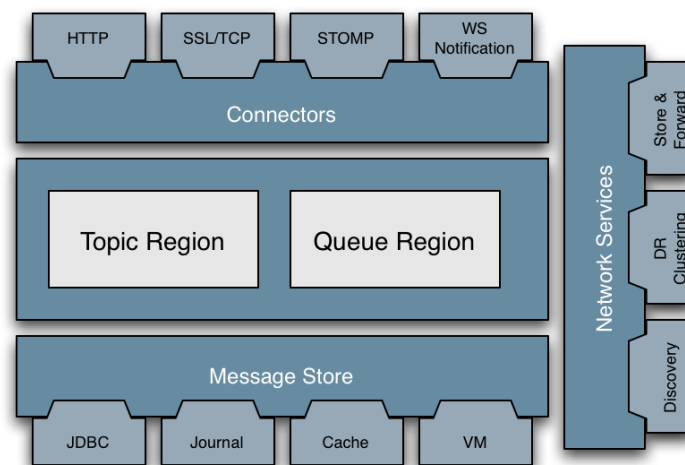 HTTP
SSL/TCP
STOMP
WS
Notification
Connectors
Topic Region
Queue Region
Message Store
JDBC
Journal
Cache
VM
Network Services
Store &
Forward
DR
Clustering
Discovery